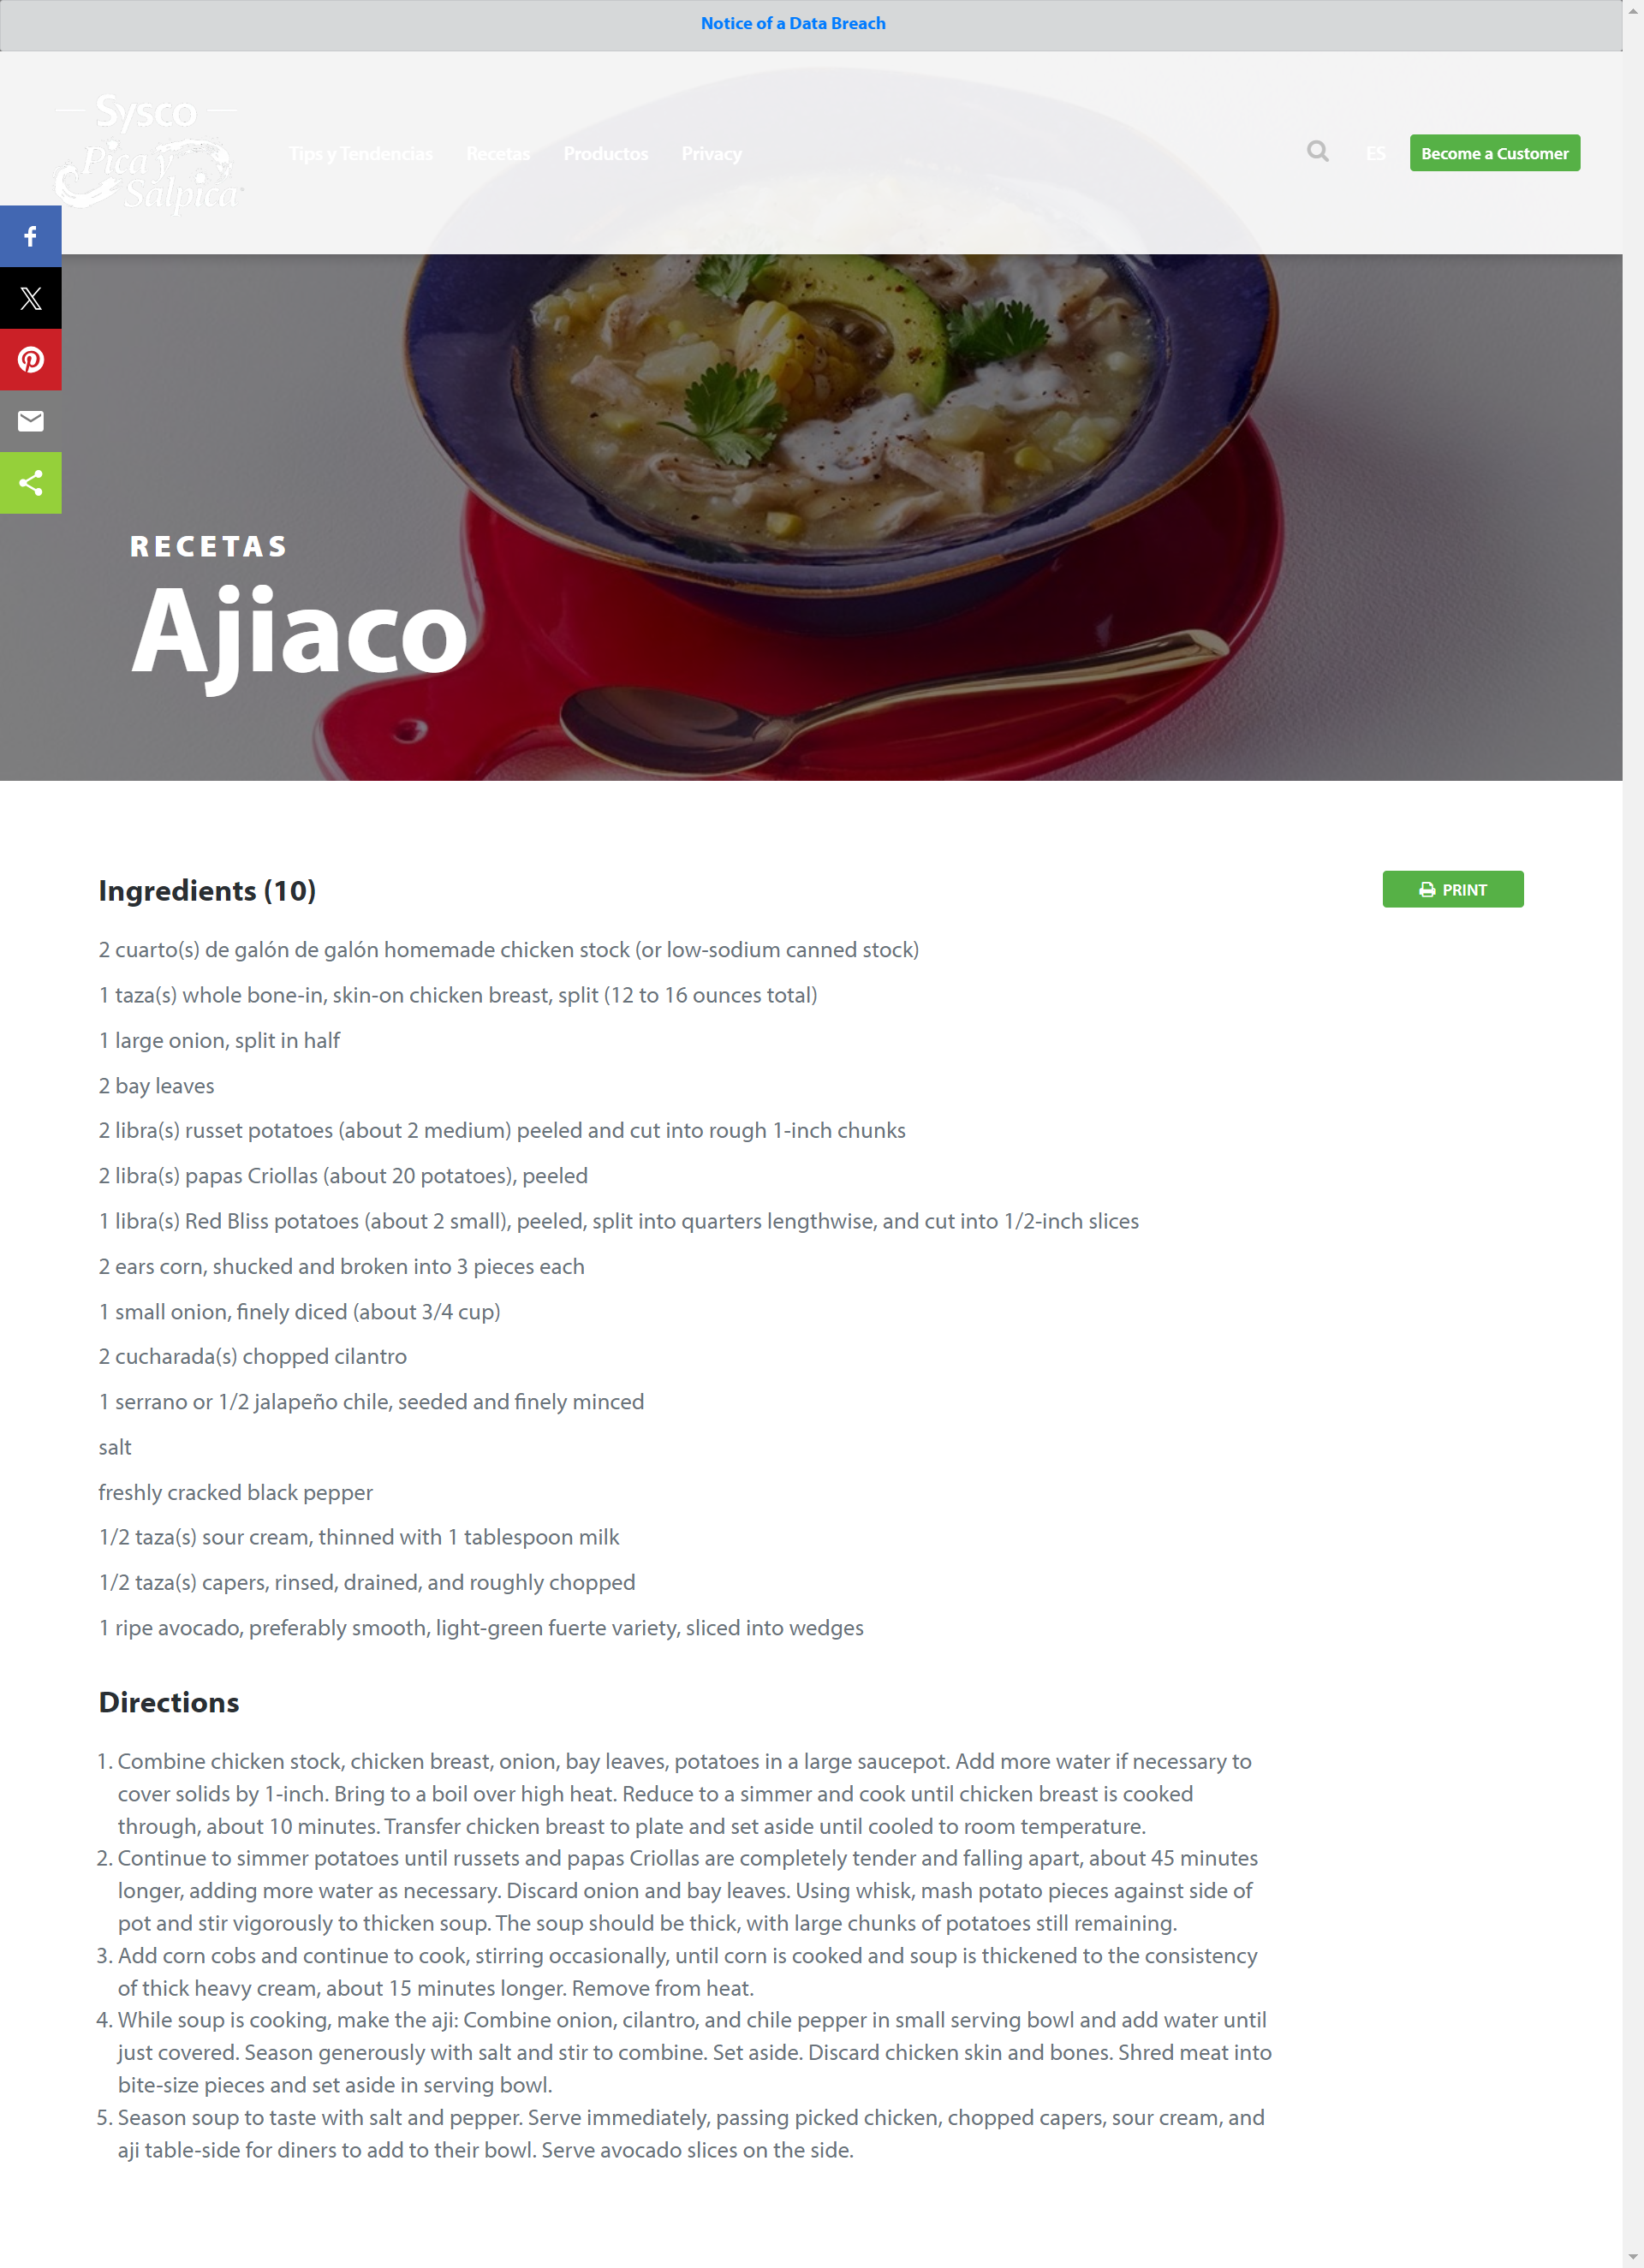 Notice of a Data Breach
Sysco
Pica y
Salpica
Tips y Tendencias Recetas Productos Privacy
ES Become a Customer
RECETAS
Ajiaco
Ingredients (10)
PRINT
2 cuarto(s) de galón de galón homemade chicken stock (or low-sodium canned stock)
1 taza(s) whole bone-in, skin-on chicken breast, split (12 to 16 ounces total)
1 large onion, split in half
2 bay leaves
2 libra(s) russet potatoes (about 2 medium) peeled and cut into rough 1-inch chunks
2 libra(s) papas Criollas (about 20 potatoes), peeled
1 libra(s) Red Bliss potatoes (about 2 small), peeled, split into quarters lengthwise, and cut into 1/2-inch slices
2 ears corn, shucked and broken into 3 pieces each
1 small onion, finely diced (about 3/4 cup)
2 cucharada(s) chopped cilantro
1 serrano or 1/2 jalapeño chile, seeded and finely minced
salt
freshly cracked black pepper
1/2 taza(s) sour cream, thinned with 1 tablespoon milk
1/2 taza(s) capers, rinsed, drained, and roughly chopped
1 ripe avocado, preferably smooth, light-green fuerte variety, sliced into wedges
Directions
1. Combine chicken stock, chicken breast, onion, bay leaves, potatoes in a large saucepot. Add more water if necessary to
cover solids by 1-inch. Bring to a boil over high heat. Reduce to a simmer and cook until chicken breast is cooked
through, about 10 minutes. Transfer chicken breast to plate and set aside until cooled to room temperature.
2. Continue to simmer potatoes until russets and papas Criollas are completely tender and falling apart, about 45 minutes
longer, adding more water as necessary. Discard onion and bay leaves. Using whisk, mash potato pieces against side of
pot and stir vigorously to thicken soup. The soup should be thick, with large chunks of potatoes still remaining.
3. Add corn cobs and continue to cook, stirring occasionally, until corn is cooked and soup is thickened to the consistency
of thick heavy cream, about 15 minutes longer. Remove from heat.
4. While soup is cooking, make the aji: Combine onion, cilantro, and chile pepper in small serving bowl and add water until
just covered. Season generously with salt and stir to combine. Set aside. Discard chicken skin and bones. Shred meat into
bite-size pieces and set aside in serving bowl.
5. Season soup to taste with salt and pepper. Serve immediately, passing picked chicken, chopped capers, sour cream, and
aji table-side for diners to add to their bowl. Serve avocado slices on the side.